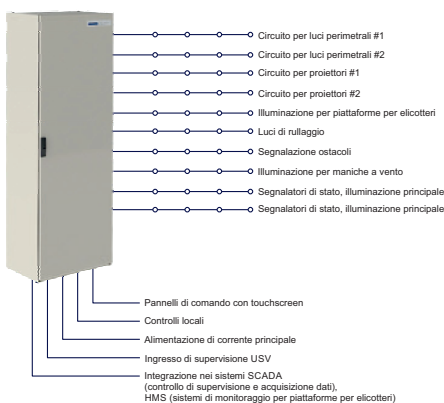 Circuito per luci perimetrali #1
Circuito per luci perimetrali #2
Circuito per proiettori #1
Circuito per proiettori #2
Illuminazione per piattaforme per elicotteri
Luci di rullaggio
Segnalazione ostacoli
Illuminazione per maniche a vento
Segnalatori di stato, illuminazione principale
Segnalatori di stato, illuminazione principale
Pannelli di comando con touchscreen
Controlli locali
Alimentazione di corrente principale
Ingresso di supervisione USV
Integrazione nei sistemi SCADA
(controllo di supervisione e acquisizione dati),
HMS (sistemi di monitoraggio per piattaforme per elicotteri)